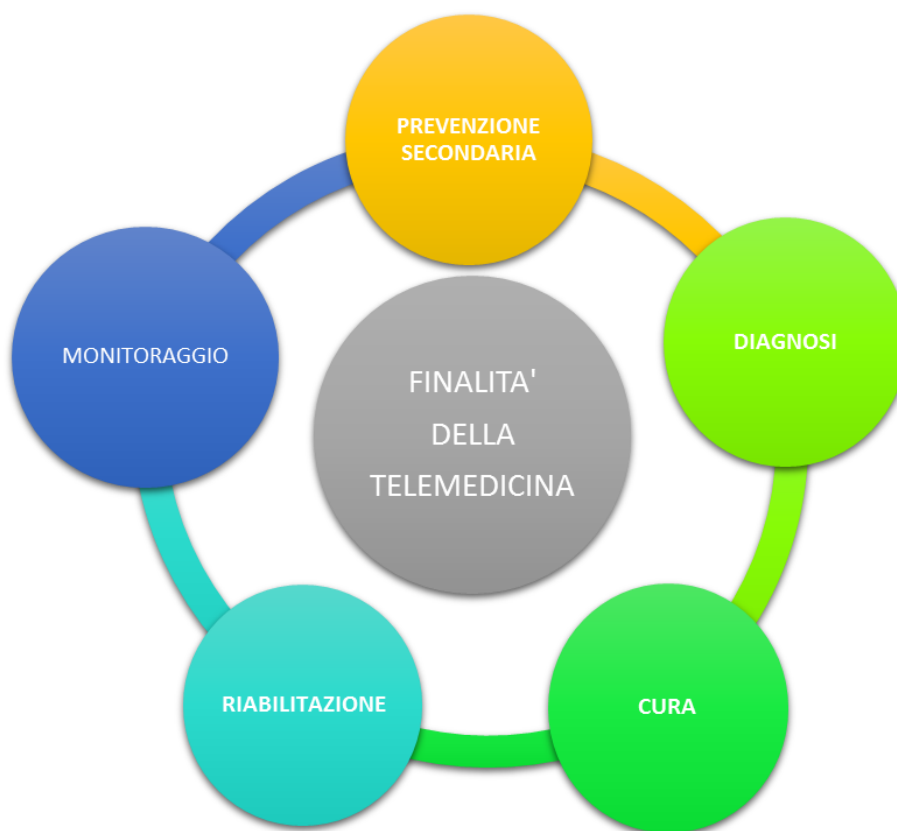 PREVENZIONE
SECONDARIA
DIAGNOSI
MONITORAGGIO
FINALITA'
DELLA
TELEMEDICINA
RIABILITAZIONE
CURA